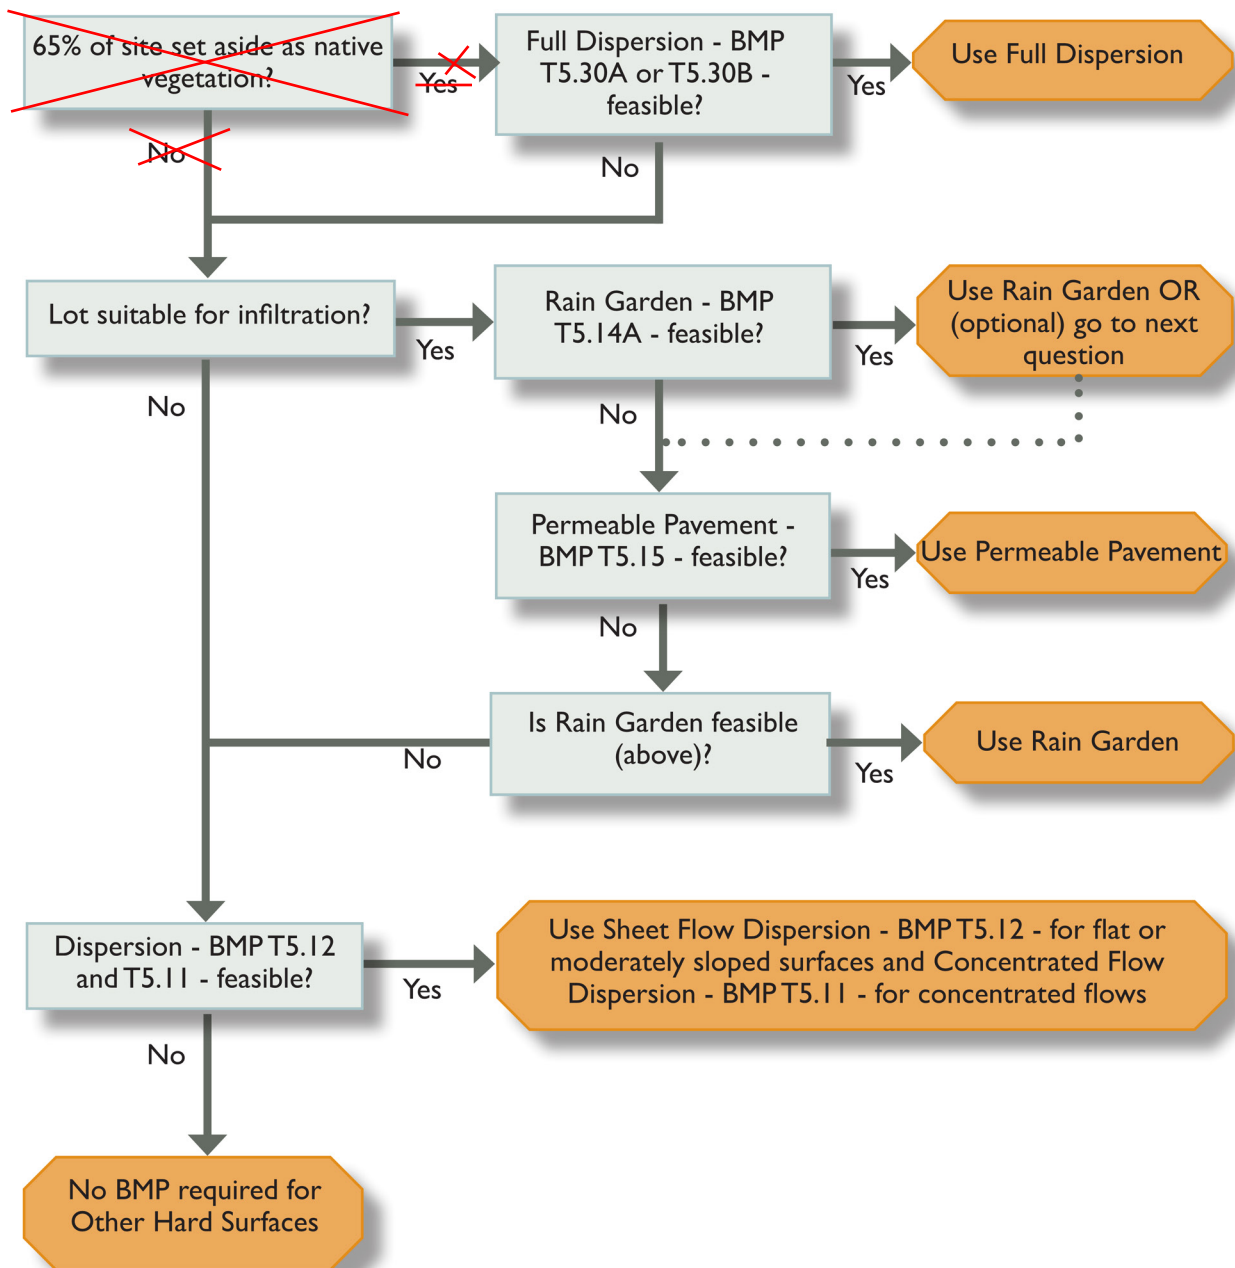 65% of site set aside as native
vegetation?
Yes
Full Dispersion - BMP
T5.30A or T5.30B -
feasible?
Yes
Use Full Dispersion
No
No
Lot suitable for infiltration?
Yes
Rain Garden - BMP
T5.14A - feasible?
Yes
Use Rain Garden OR
(optional) go to next
question
No
No
Permeable Pavement -
BMP T5.15 - feasible?
Yes
Use Permeable Pavement
No
Is Rain Garden feasible
(above)?
Yes
Use Rain Garden
No
Dispersion - BMP T5.12
and T5.11 - feasible?
Yes
Use Sheet Flow Dispersion - BMP T5.12 - for flat or
moderately sloped surfaces and Concentrated Flow
Dispersion - BMP T5.11 - for concentrated flows
No
No BMP required for
Other Hard Surfaces